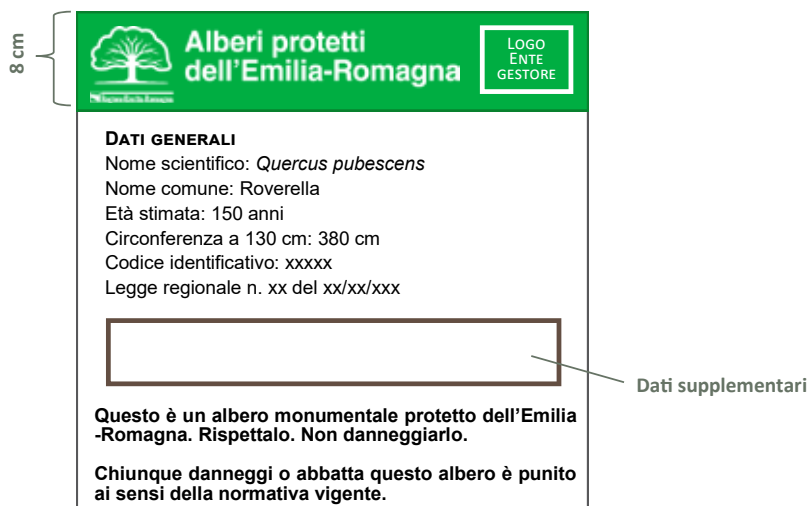 8 cm
Alberi protetti
dell'Emilia-Romagna
LOGO
ENTE
GESTORE
Regione Emilia-Romagna
DATI GENERALI
Nome scientifico: Quercus pubescens
Nome comune: Roverella
Età stimata: 150 anni
Circonferenza a 130 cm: 380 cm
Codice identificativo: xxxxx
Legge regionale n. xx del xx/xx/xxx
Dati supplementari
Questo è un albero monumentale protetto dell'Emilia
-Romagna. Rispettalo. Non danneggiarlo.
Chiunque danneggi o abbatta questo albero è punito
ai sensi della normativa vigente.